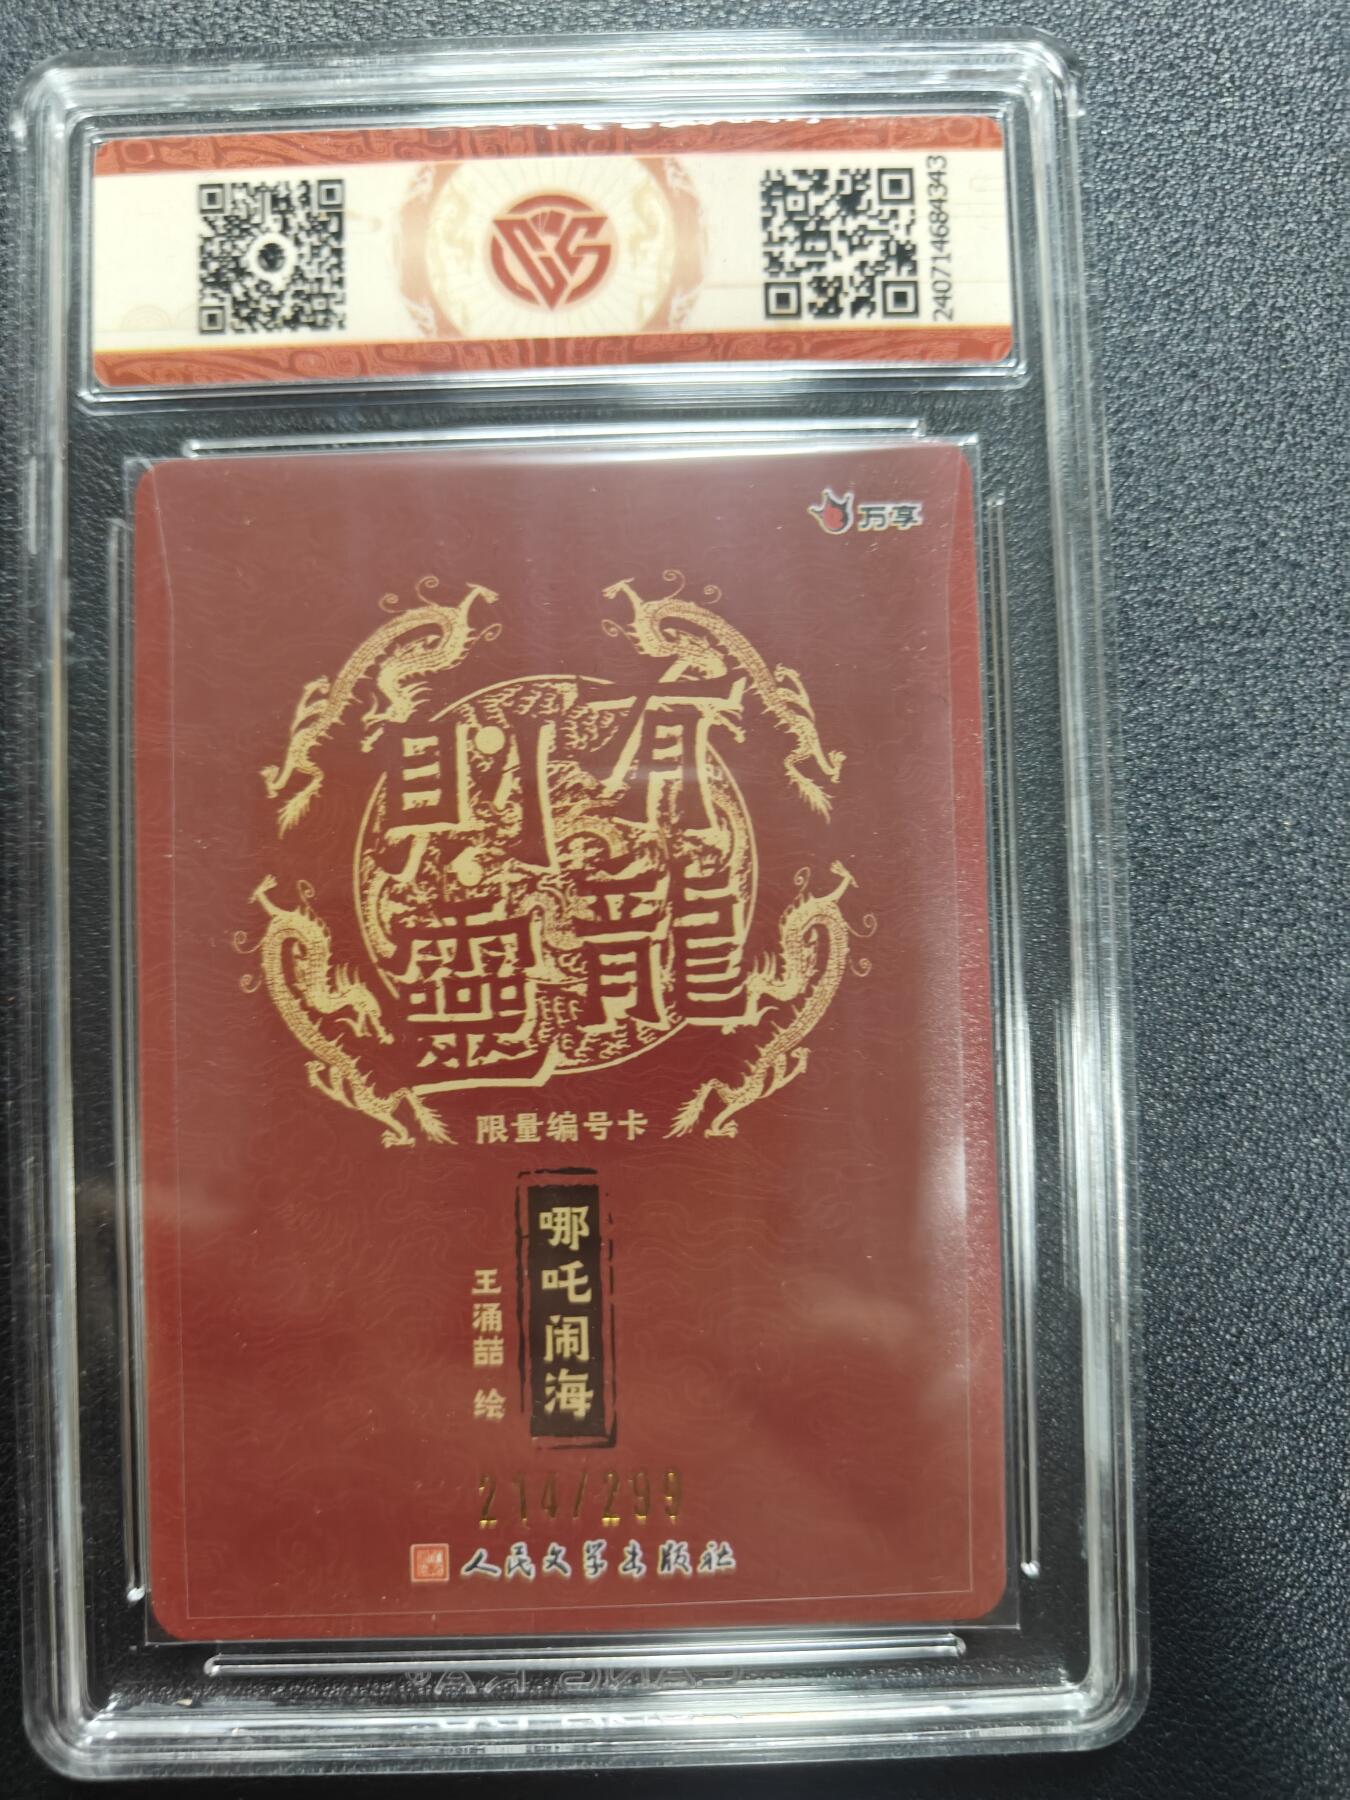 CCS
240714684343
万享
有龍
則靈
限量编号卡
哪吒闹海
王涌喆 绘
214/299
人民文学出版社